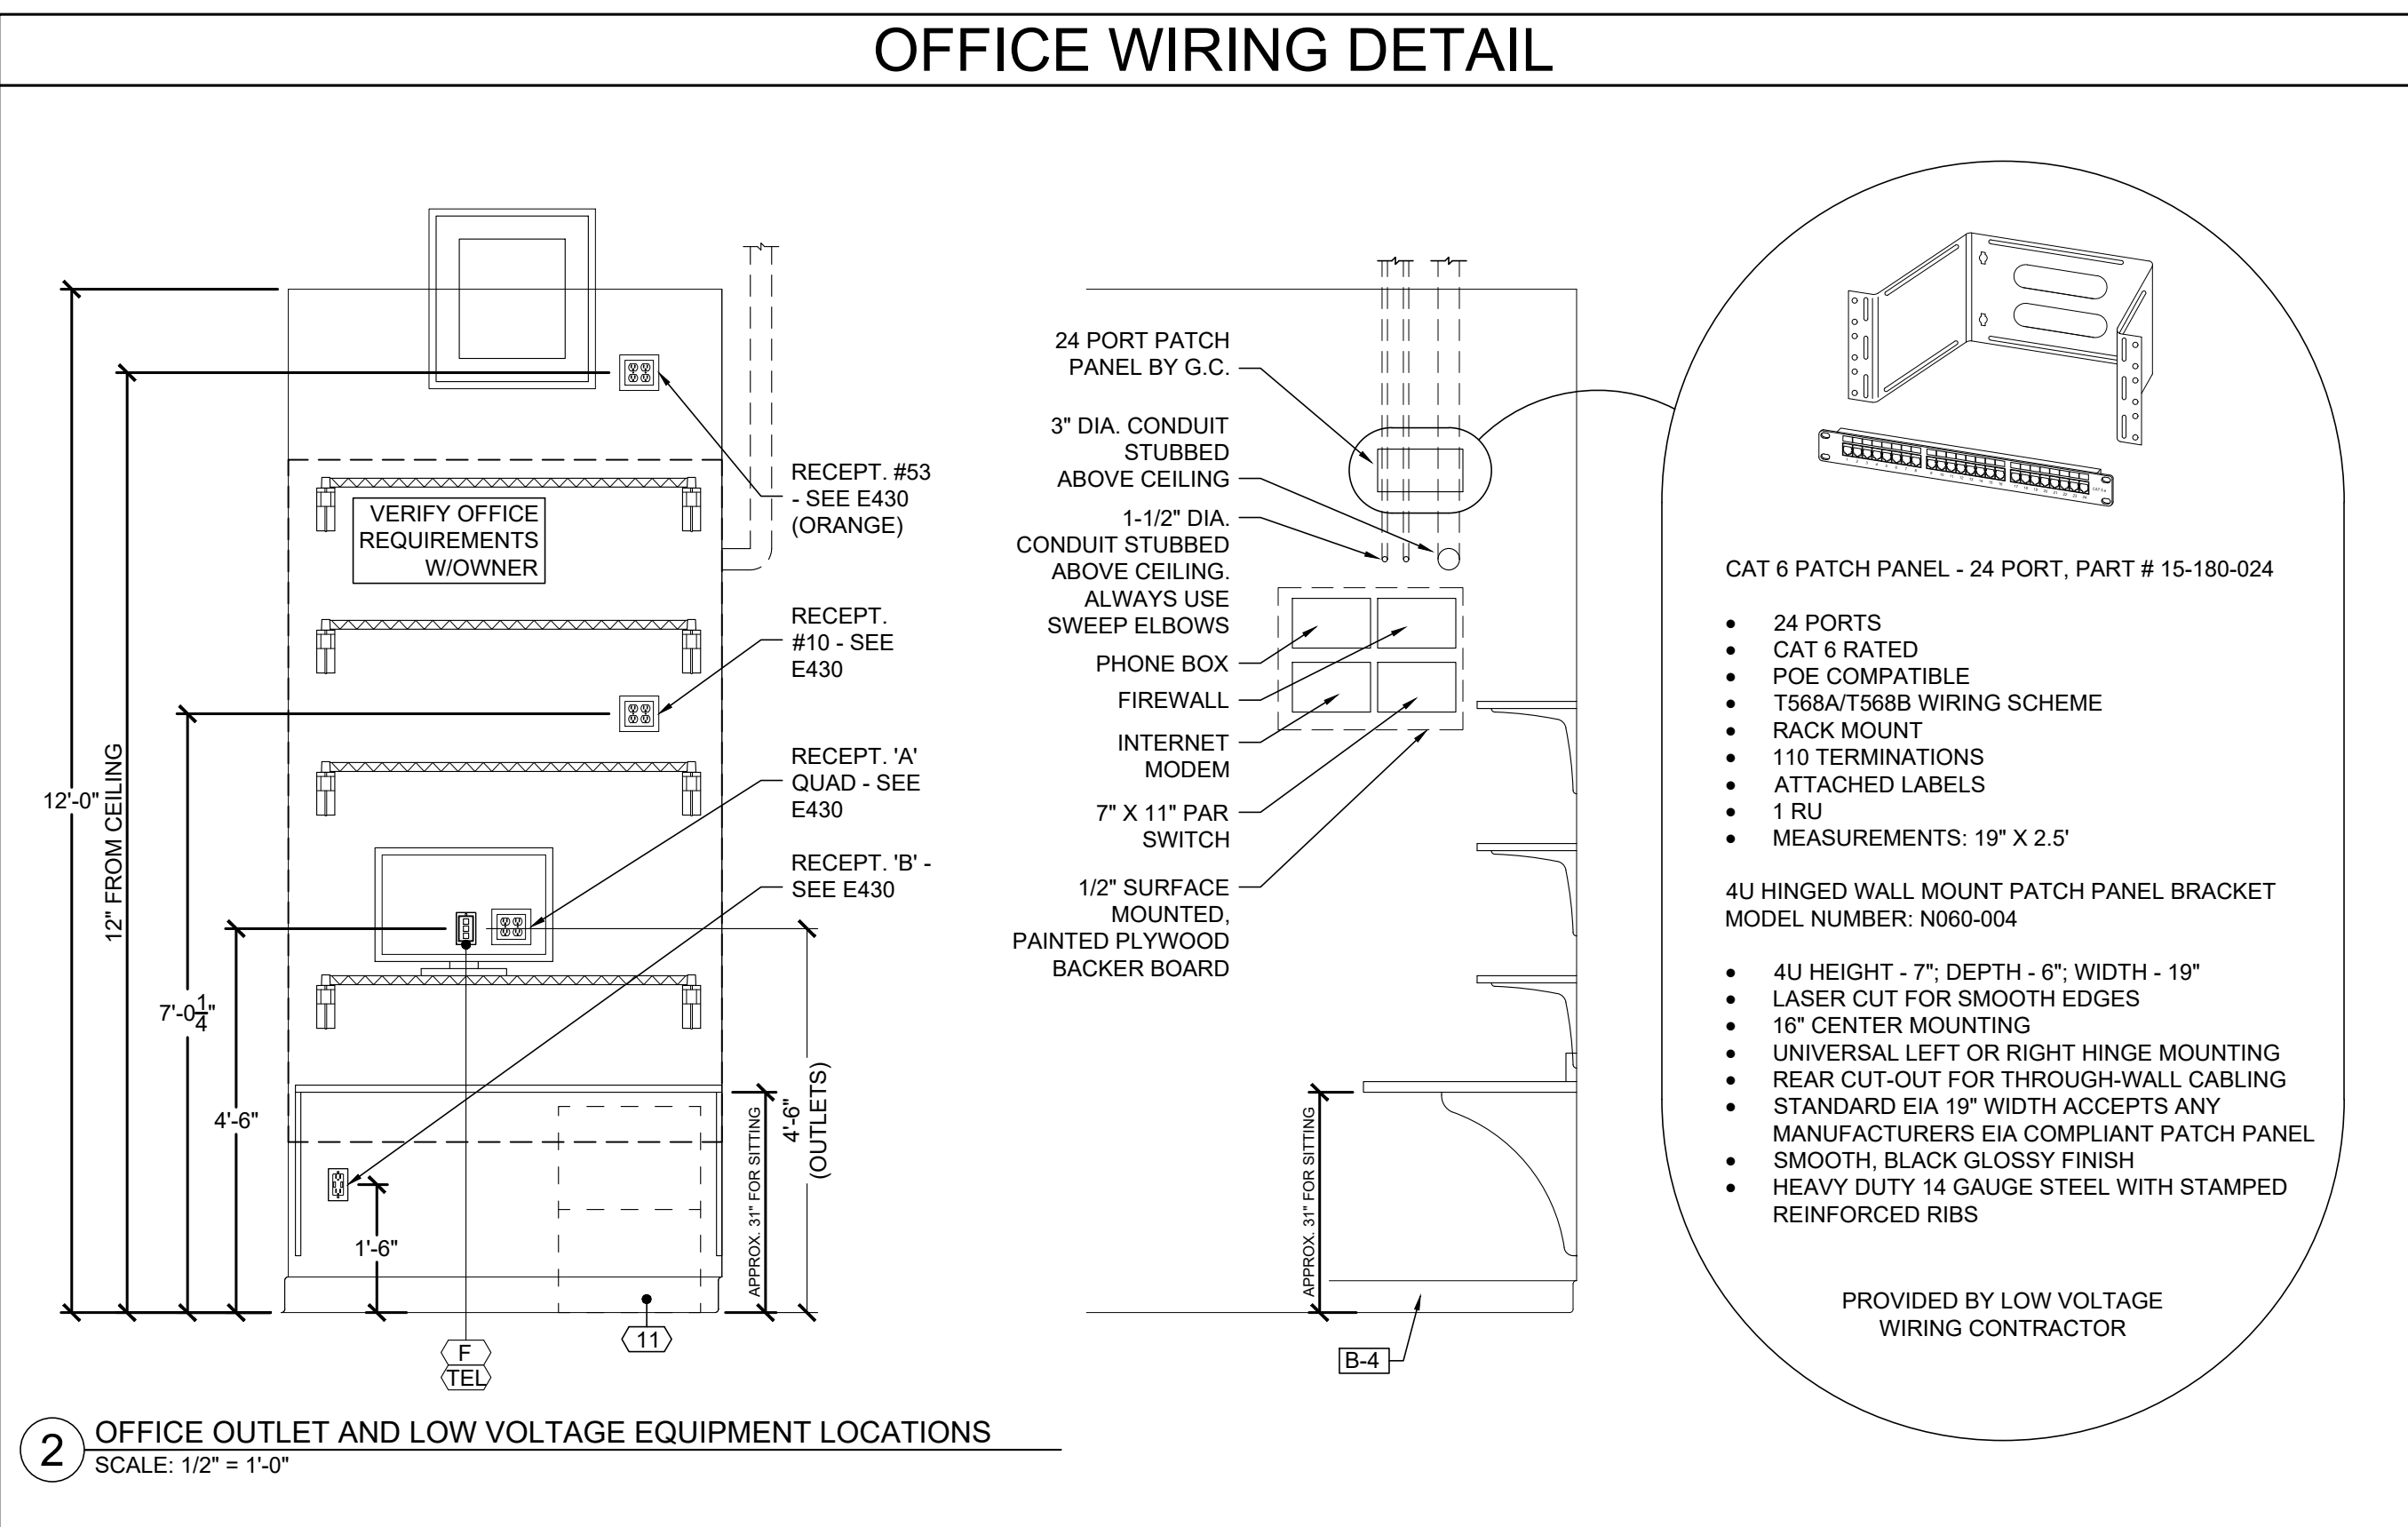 OFFICE WIRING DETAIL
12'-0"
12" FROM CEILING
7'-0 1/4"
4'-6"
1'-6"
VERIFY OFFICE
REQUIREMENTS
W/OWNER
RECEPT. #53
- SEE E430
(ORANGE)
RECEPT.
#10 - SEE
E430
RECEPT. 'A'
QUAD - SEE
E430
RECEPT. 'B' -
SEE E430
APPROX. 31" FOR SITTING
4'-6"
(OUTLETS)
F
TEL
11
24 PORT PATCH
PANEL BY G.C.
3" DIA. CONDUIT
STUBBED
ABOVE CEILING
1-1/2" DIA.
CONDUIT STUBBED
ABOVE CEILING.
ALWAYS USE
SWEEP ELBOWS
PHONE BOX
FIREWALL
INTERNET
MODEM
7" X 11" PAR
SWITCH
1/2" SURFACE
MOUNTED,
PAINTED PLYWOOD
BACKER BOARD
APPROX. 31" FOR SITTING
B-4
CAT 6 PATCH PANEL - 24 PORT, PART # 15-180-024
• 24 PORTS
• CAT 6 RATED
• POE COMPATIBLE
• T568A/T568B WIRING SCHEME
• RACK MOUNT
• 110 TERMINATIONS
• ATTACHED LABELS
• 1 RU
• MEASUREMENTS: 19" X 2.5'
4U HINGED WALL MOUNT PATCH PANEL BRACKET
MODEL NUMBER: N060-004
• 4U HEIGHT - 7"; DEPTH - 6"; WIDTH - 19"
• LASER CUT FOR SMOOTH EDGES
• 16" CENTER MOUNTING
• UNIVERSAL LEFT OR RIGHT HINGE MOUNTING
• REAR CUT-OUT FOR THROUGH-WALL CABLING
• STANDARD EIA 19" WIDTH ACCEPTS ANY
MANUFACTURERS EIA COMPLIANT PATCH PANEL
• SMOOTH, BLACK GLOSSY FINISH
• HEAVY DUTY 14 GAUGE STEEL WITH STAMPED
REINFORCED RIBS
PROVIDED BY LOW VOLTAGE
WIRING CONTRACTOR
2
OFFICE OUTLET AND LOW VOLTAGE EQUIPMENT LOCATIONS
SCALE: 1/2" = 1'-0"